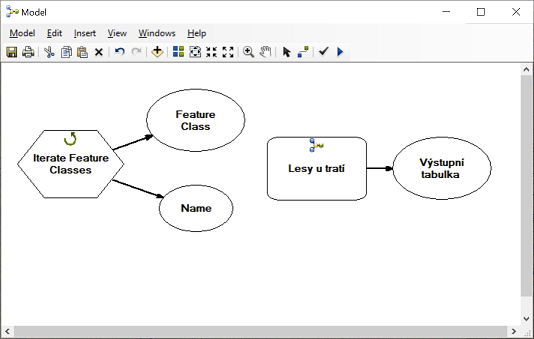 Model
Model Edit Insert View Windows Help
Feature
Class
Iterate Feature
Classes
Name
Lesy u tratí
Výstupní
tabulka